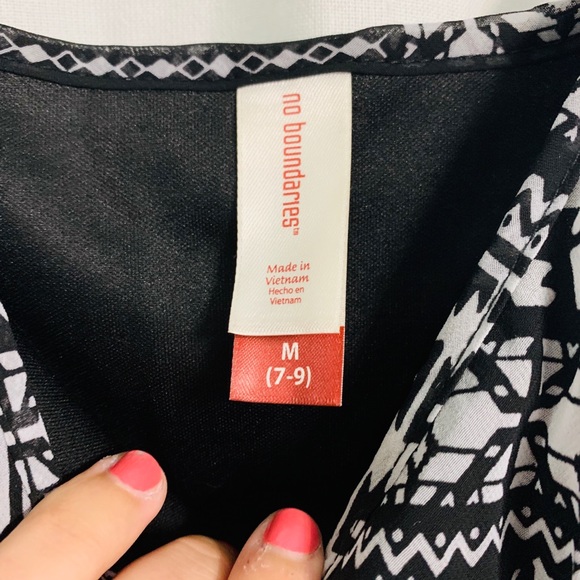 no boundaries™
Made in
Vietnam
Hecho en
Vietnam
M
(7-9)